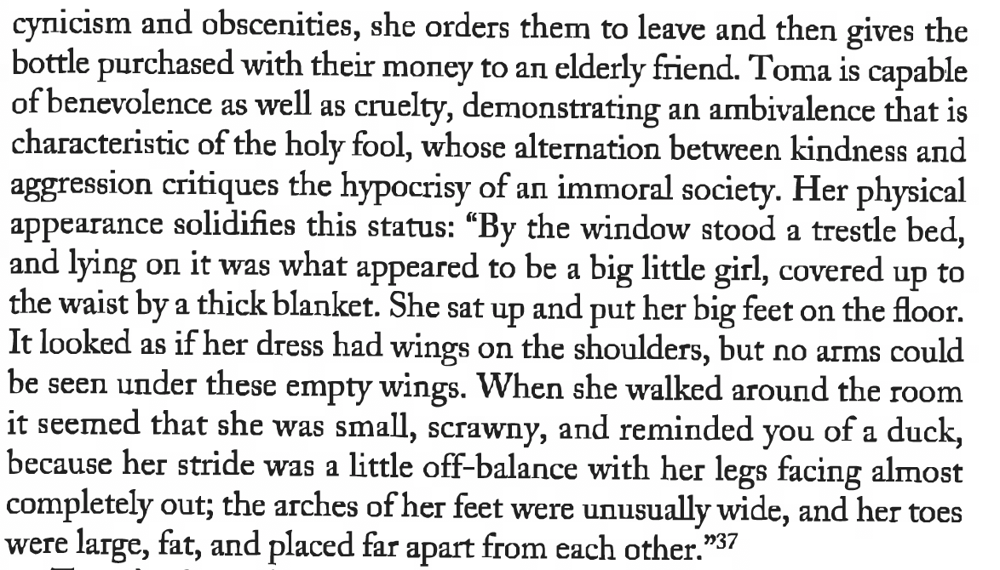 cynicism and obscenities, she orders them to leave and then gives the
bottle purchased with their money to an elderly friend. Toma is capable
of benevolence as well as cruelty, demonstrating an ambivalence that is
characteristic of the holy fool, whose alternation between kindness and
aggression critiques the hypocrisy of an immoral society. Her physical
appearance solidifies this status: “By the window stood a trestle bed,
and lying on it was what appeared to be a big little girl, covered up to
the waist by a thick blanket. She sat up and put her big feet on the floor.
It looked as if her dress had wings on the shoulders, but no arms could
be seen under these empty wings. When she walked around the room
it seemed that she was small, scrawny, and reminded you of a duck,
because her stride was a little off-balance with her legs facing almost
completely out; the arches of her feet were unusually wide, and her toes
were large, fat, and placed far apart from each other.”37